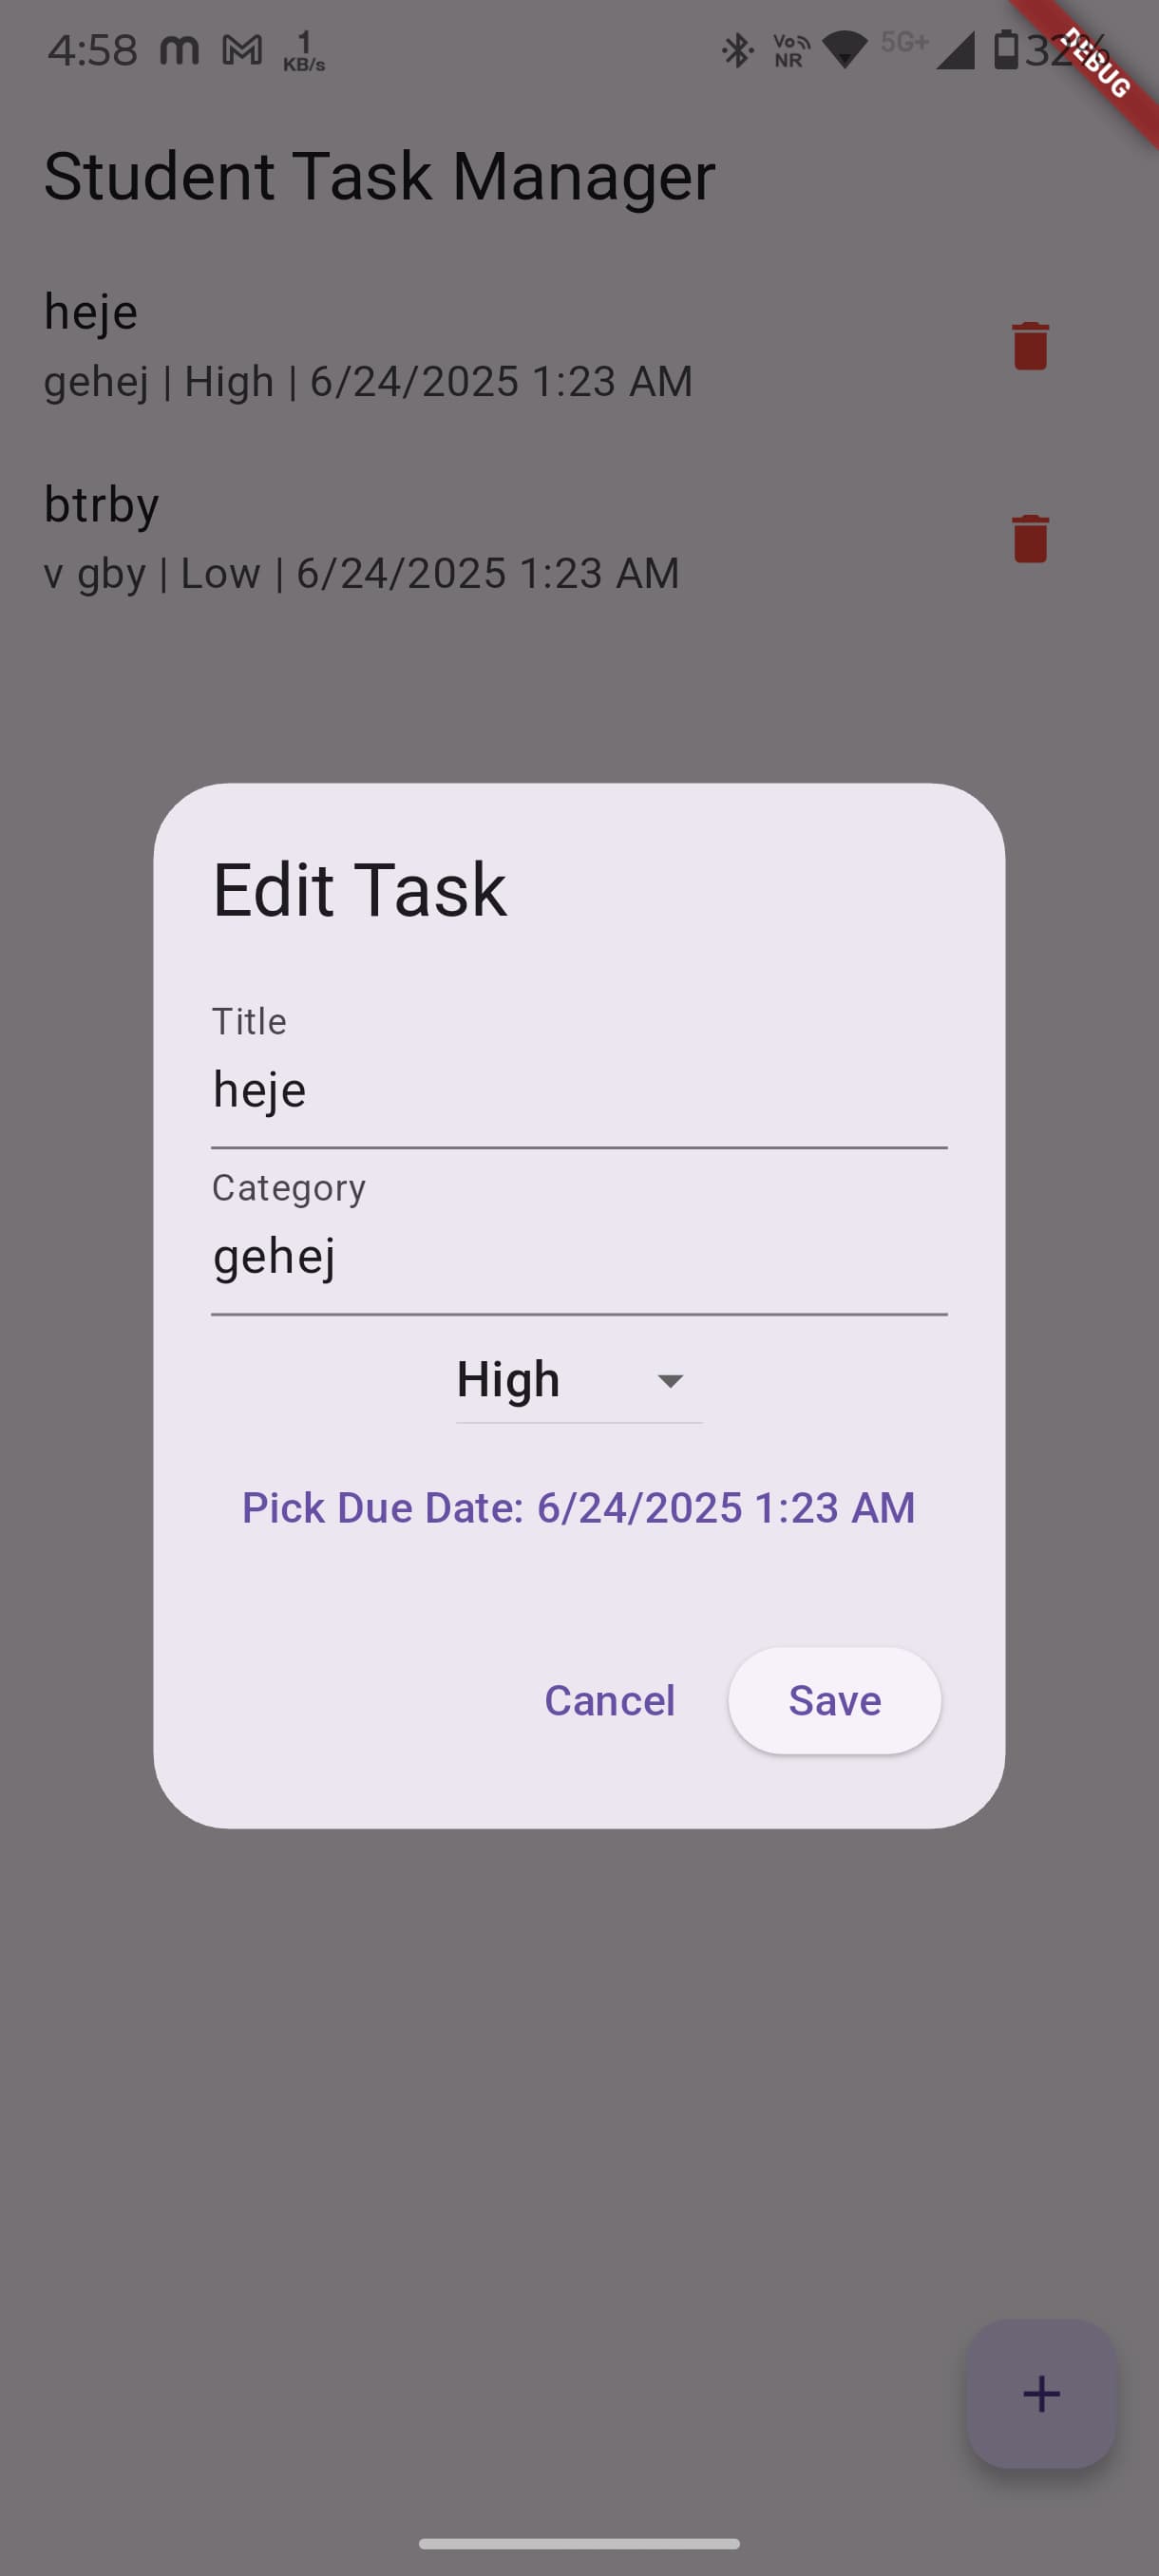 4:58 1 KB/s Vo NR 5G+ 32%
DEBUG
Student Task Manager
heje
gehej | High | 6/24/2025 1:23 AM
btrby
v gby | Low | 6/24/2025 1:23 AM
Edit Task
Title
heje
Category
gehej
High
Pick Due Date: 6/24/2025 1:23 AM
Cancel Save